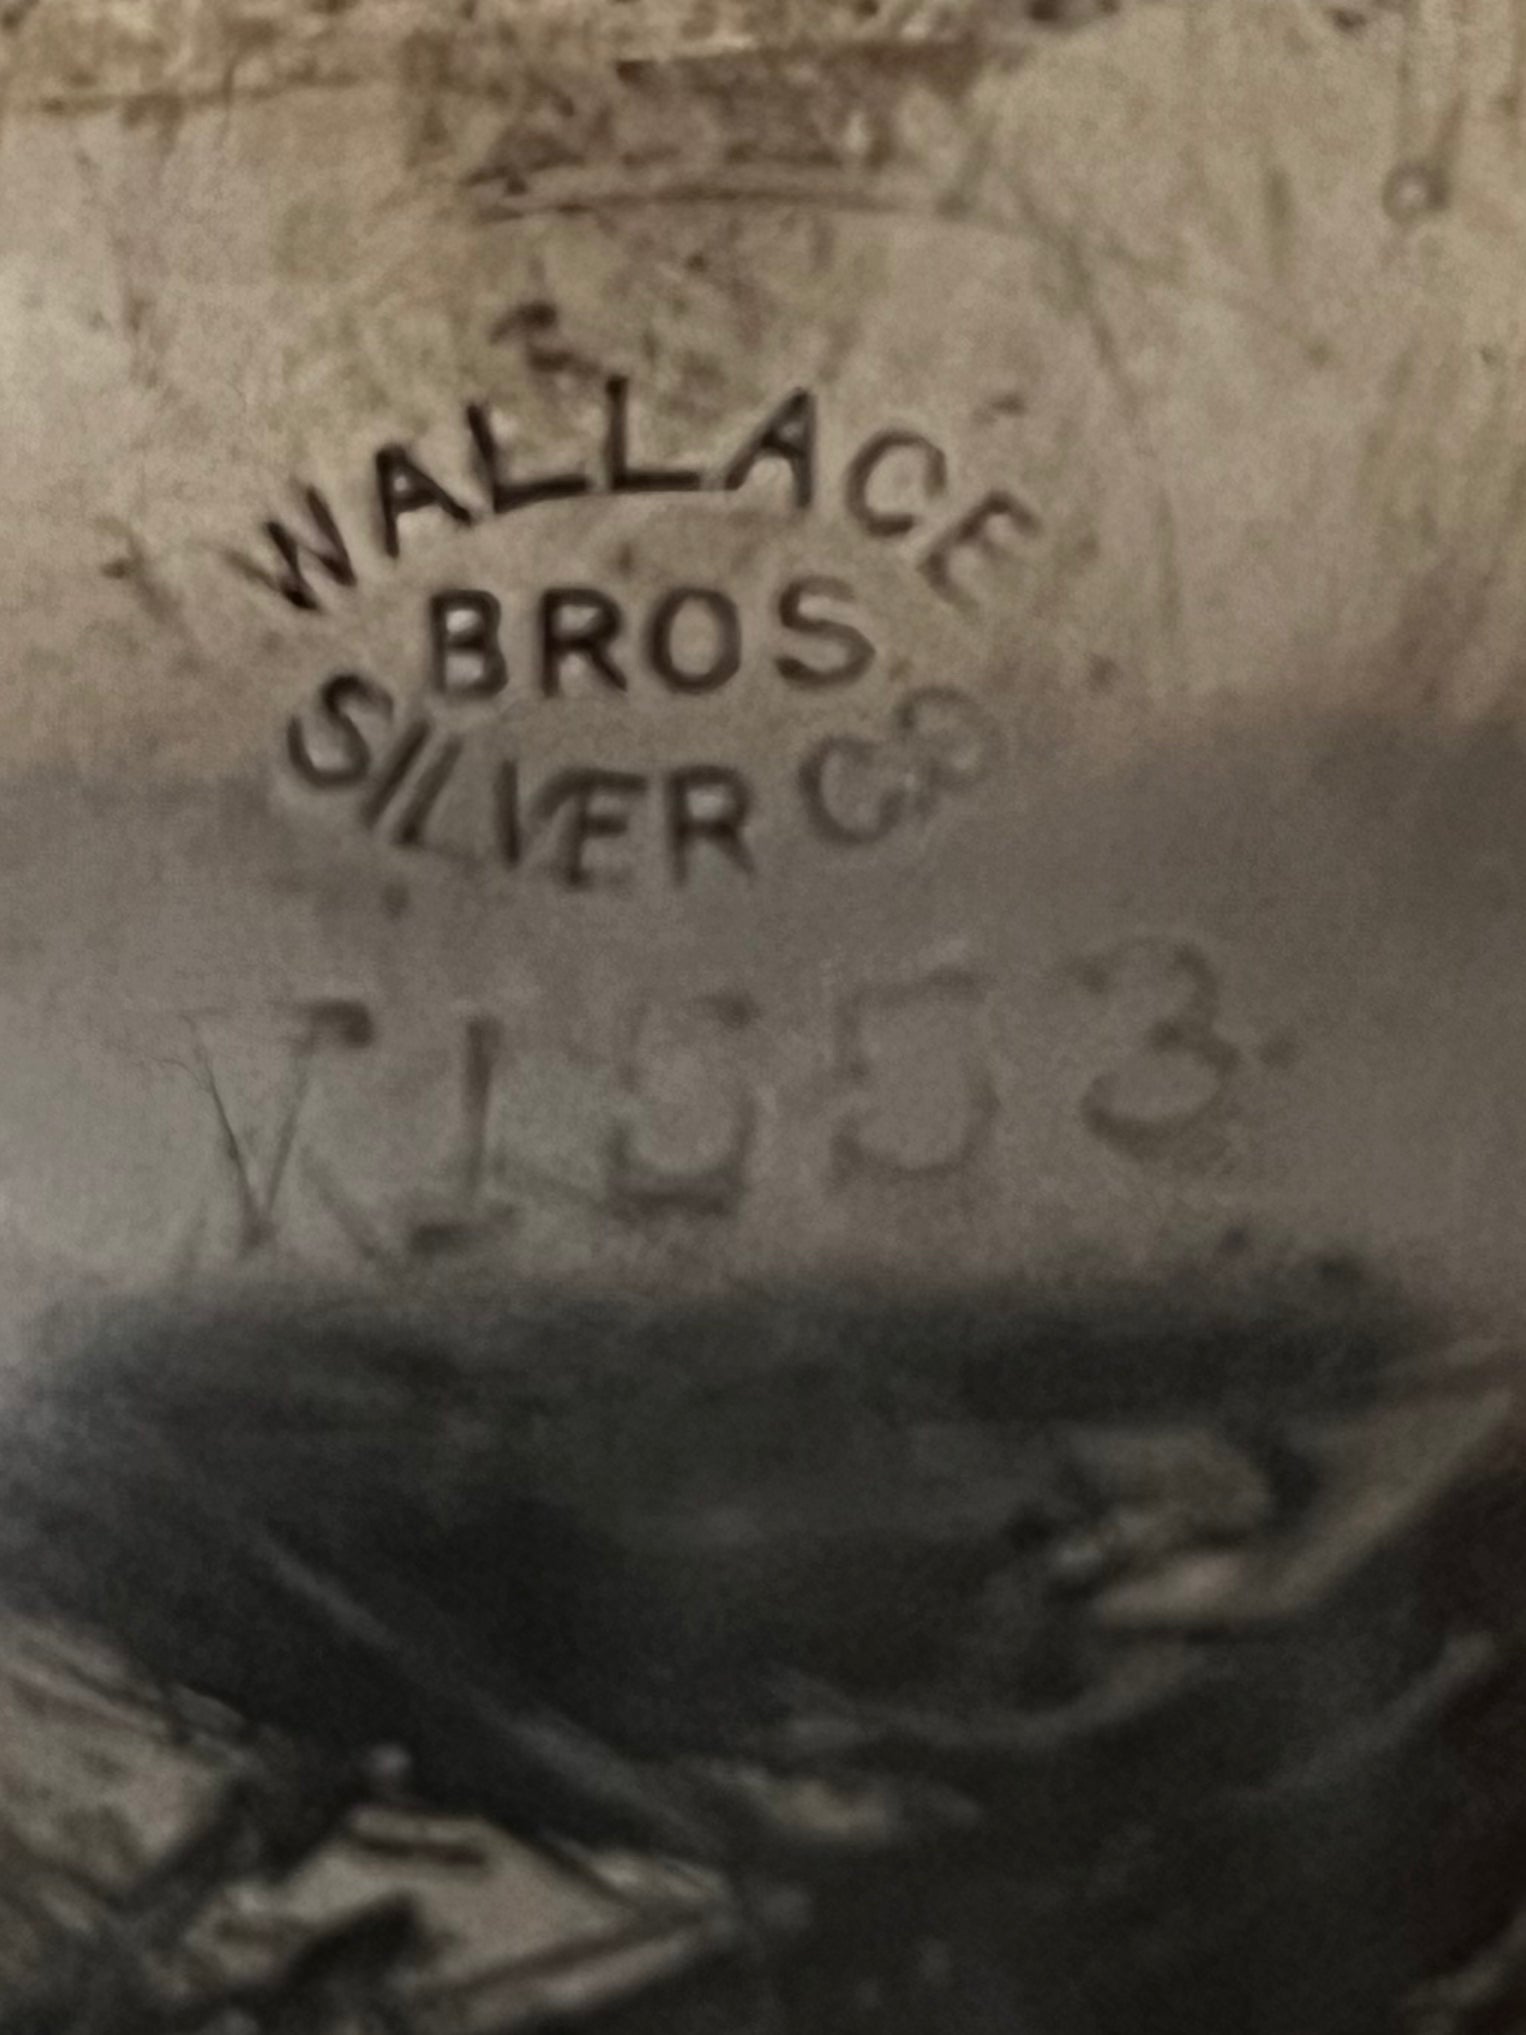 WALLACE
BROS
SILVER CO
V1553